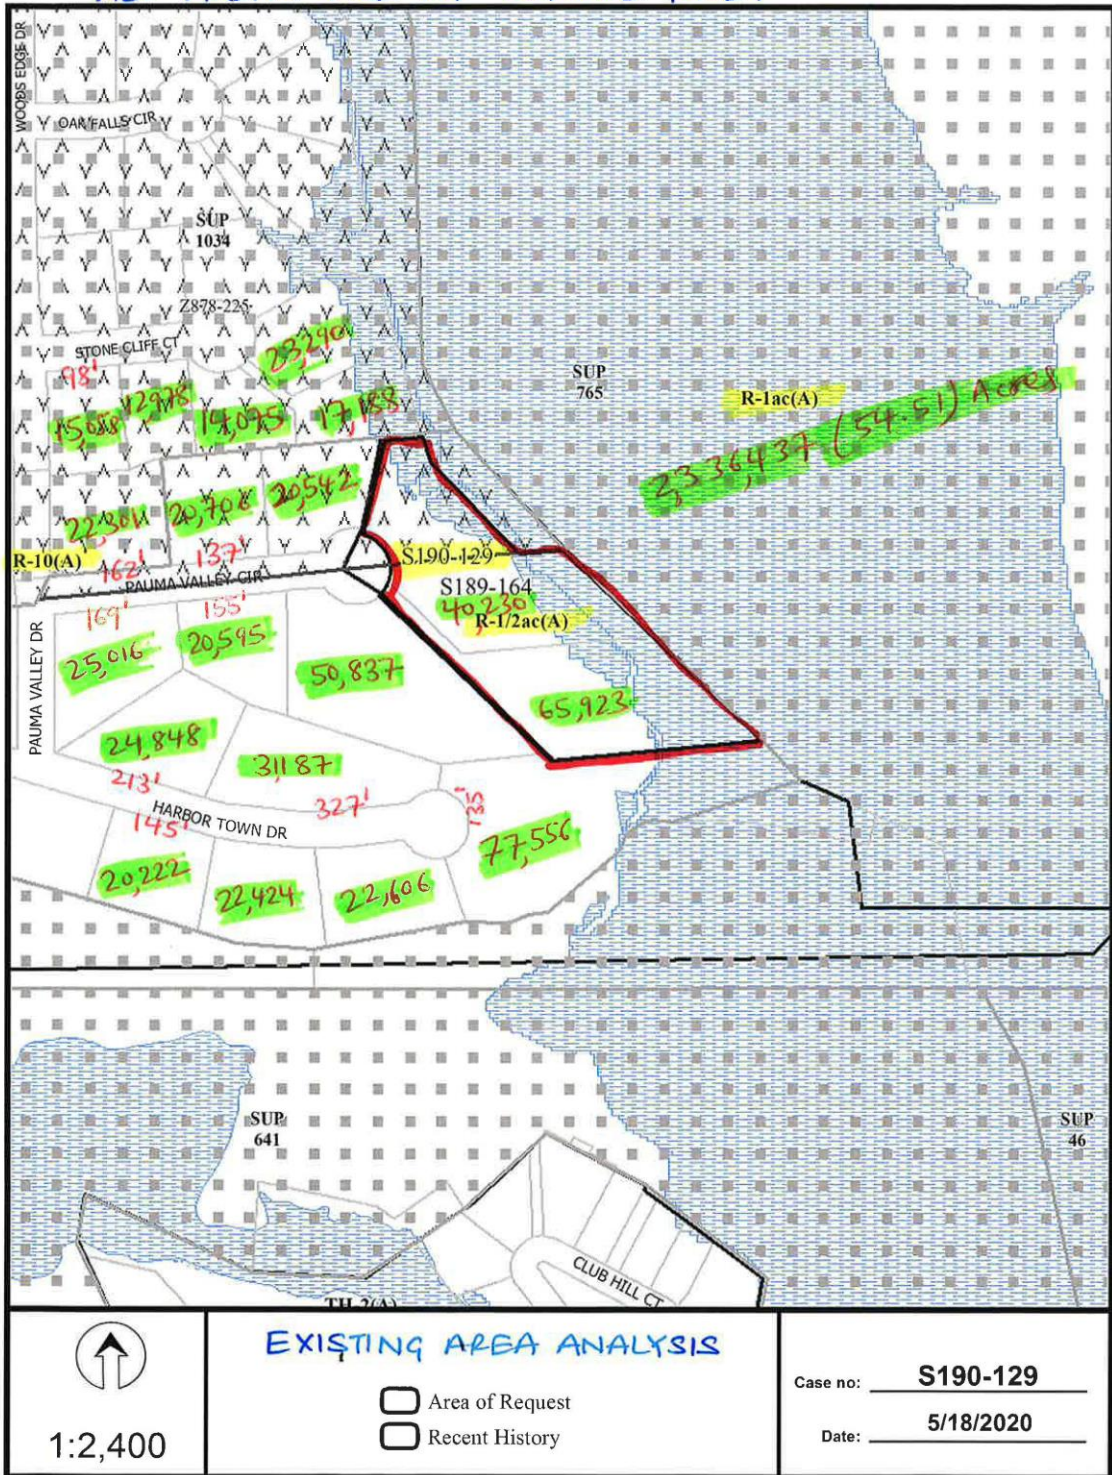 WOODS EDGE DR
OAK FALLS CIR
SUP
1034
Z878-225
STONE CLIFF CT
23,290
98'
15,058
12978
14,075
17,188
SUP
765
R-1ac(A)
2,336,437 (54.51) Acres
22,301
20,706
20,542
R-10(A)
162'
137'
PAUMA VALLEY CIR
S190-129
S189-164
40,230
R-1/2ac(A)
169'
155'
PAUMA VALLEY DR
25,016
20,595
50,837
65,923
24,848
31,187
213'
HARBOR TOWN DR
327'
135'
145'
77,556
20,222
22,424
22,606
SUP
641
SUP
46
CLUB HILL CT
TH-2(A)
1:2,400
EXISTING AREA ANALYSIS
Area of Request
Recent History
Case no: S190-129
Date: 5/18/2020